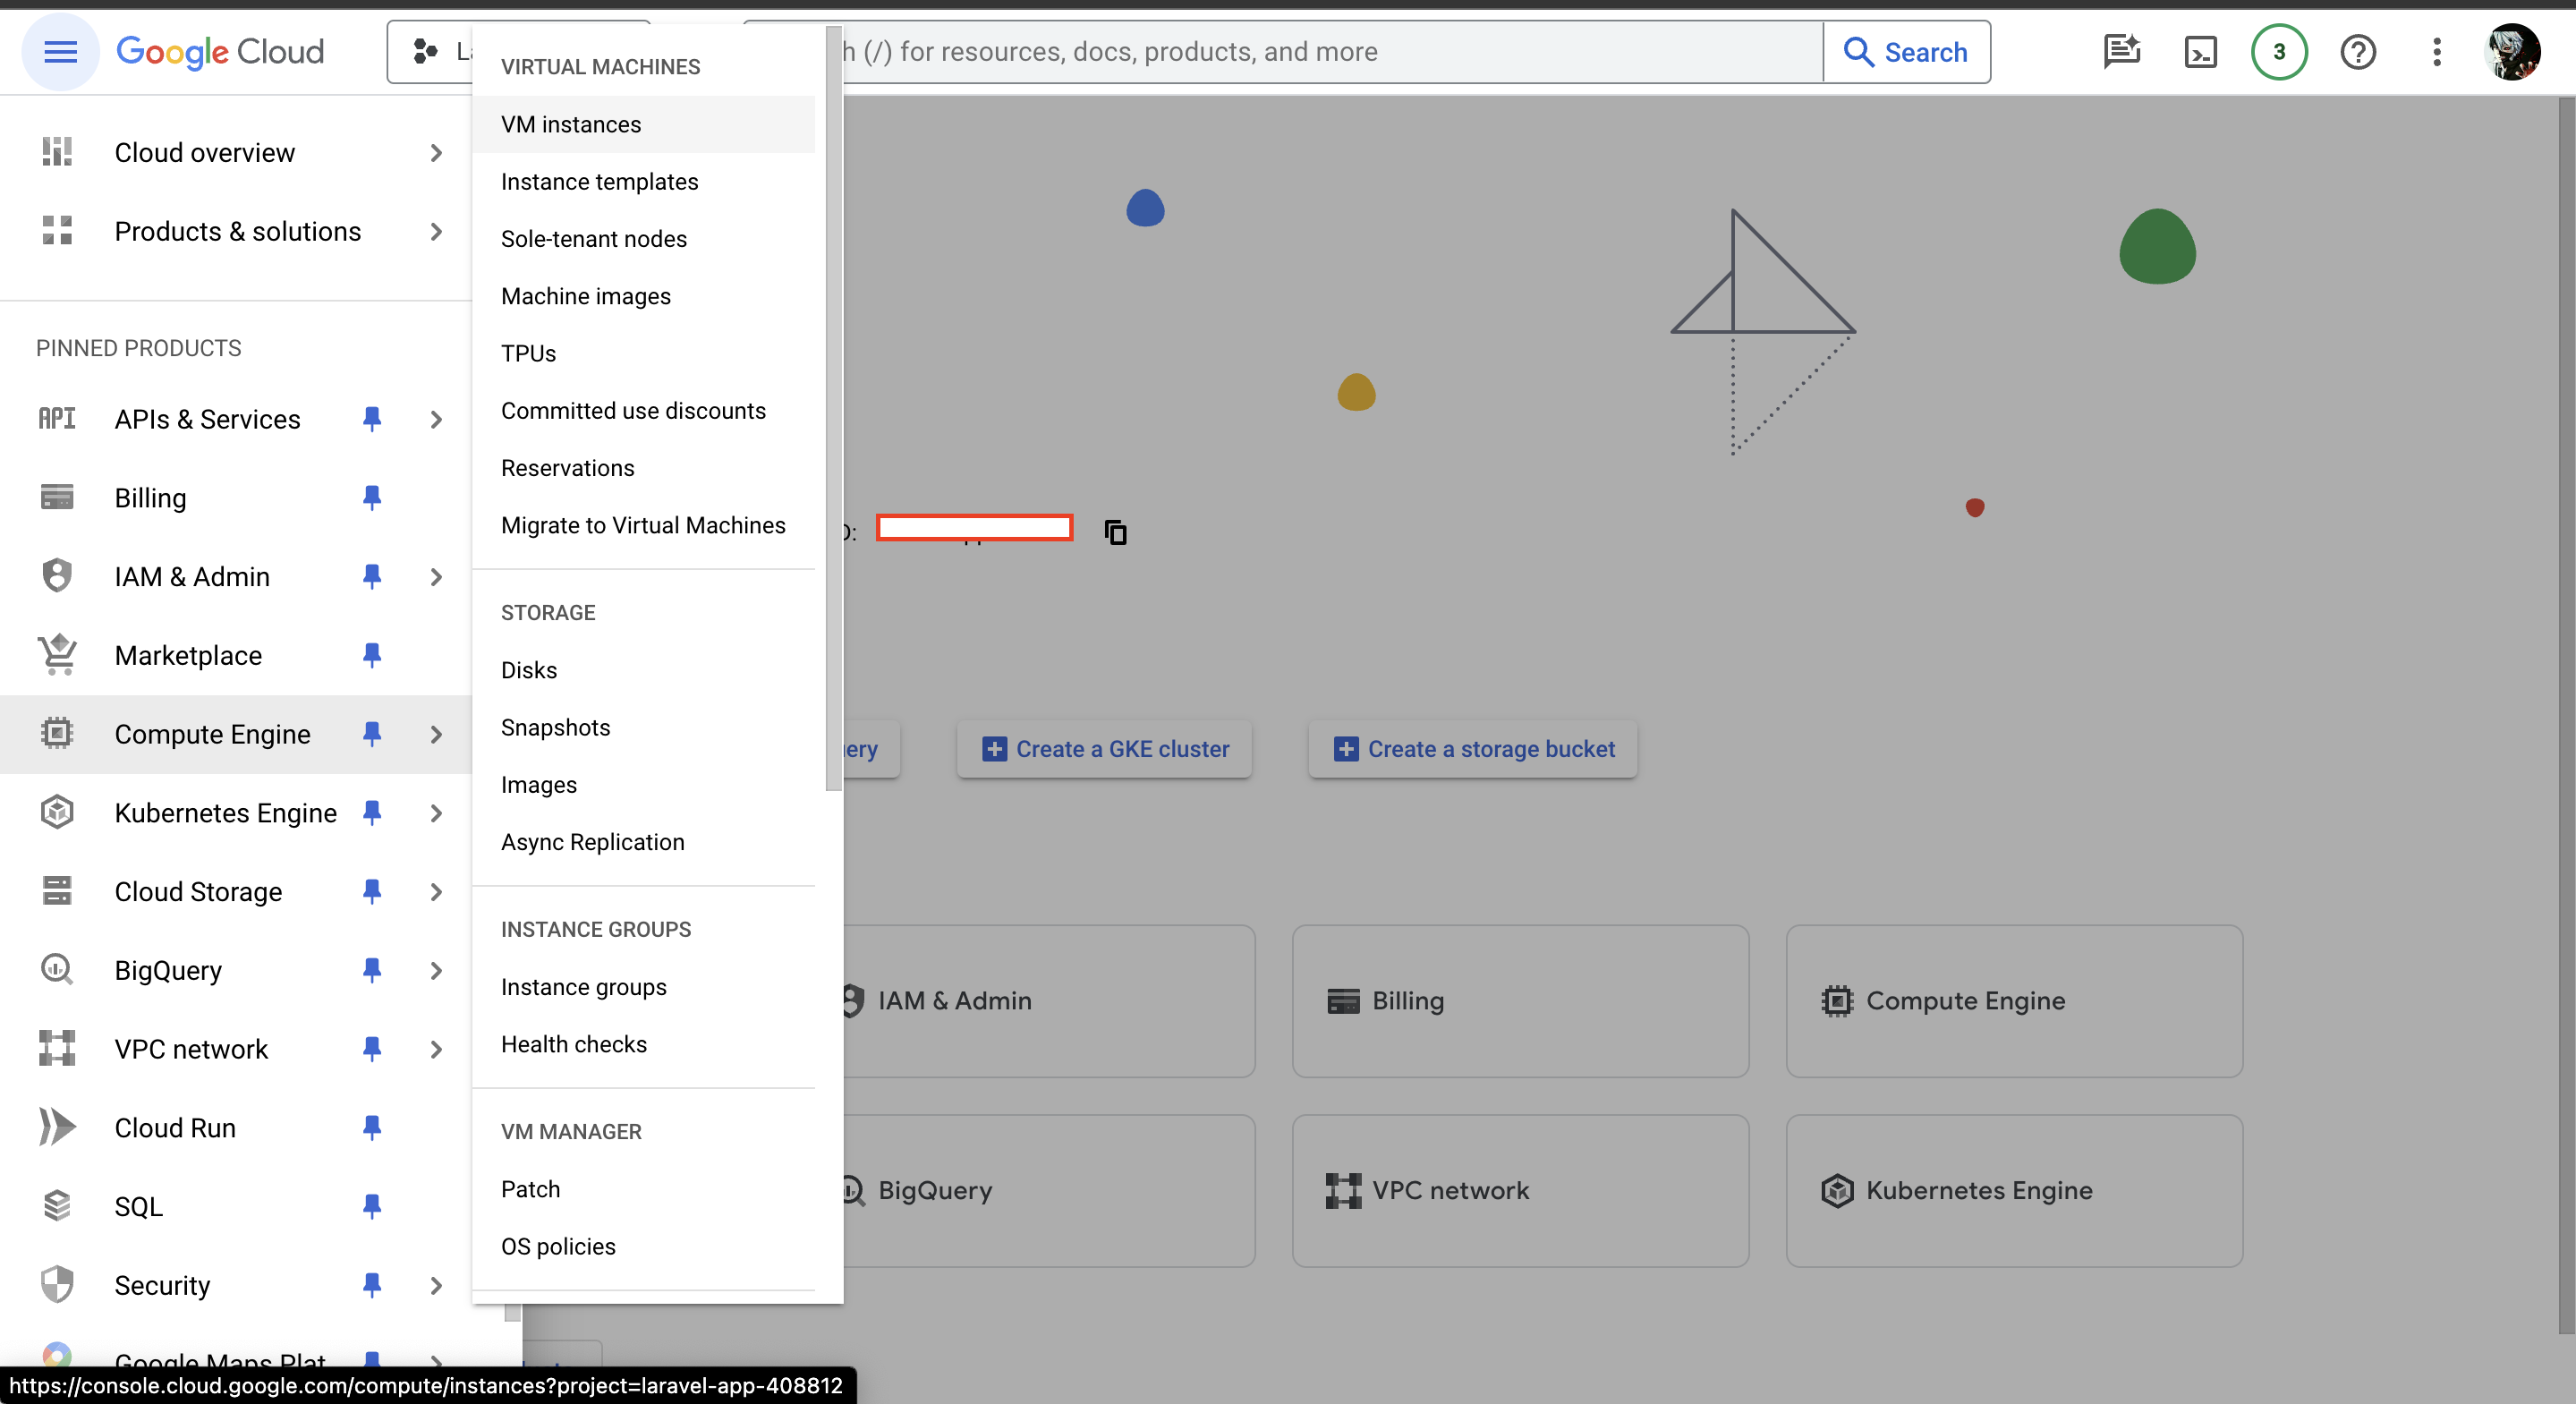 Google Cloud
La
h (/) for resources, docs, products, and more
Search
3
Cloud overview
Products & solutions
PINNED PRODUCTS
API APIs & Services
Billing
IAM & Admin
Marketplace
Compute Engine
Kubernetes Engine
Cloud Storage
BigQuery
VPC network
Cloud Run
SQL
Security
Google Maps Plat
VIRTUAL MACHINES
VM instances
Instance templates
Sole-tenant nodes
Machine images
TPUs
Committed use discounts
Reservations
Migrate to Virtual Machines
STORAGE
Disks
Snapshots
Images
Async Replication
INSTANCE GROUPS
Instance groups
Health checks
VM MANAGER
Patch
OS policies
D:
ery
Create a GKE cluster
Create a storage bucket
IAM & Admin
Billing
Compute Engine
BigQuery
VPC network
Kubernetes Engine
https://console.cloud.google.com/compute/instances?project=laravel-app-408812